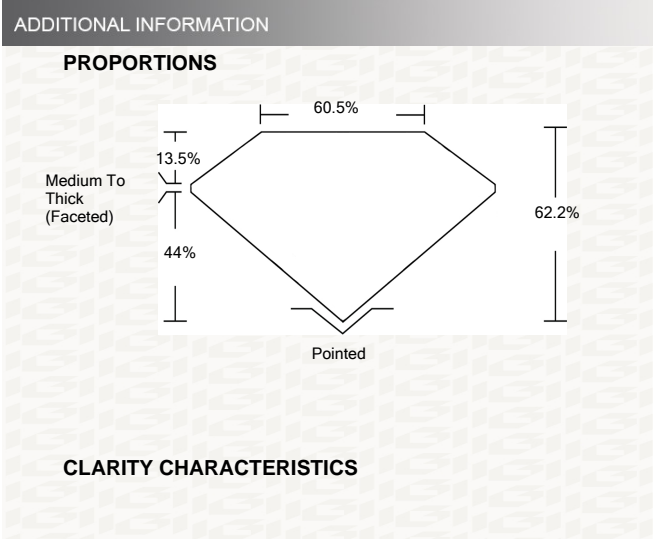 ADDITIONAL INFORMATION
PROPORTIONS
60.5%
13.5%
Medium To
Thick
(Faceted)
62.2%
44%
Pointed
CLARITY CHARACTERISTICS